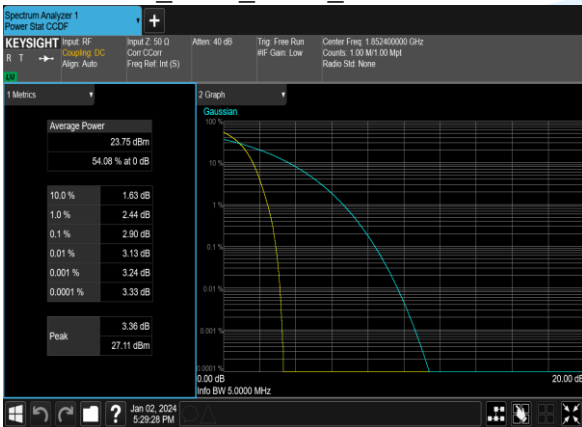 Spectrum Analyzer 1
Power Stat CCDF
+
KEYSIGHT
R T
LM
Input: RF
Coupling: DC
Align: Auto
Input Z: 50 Ω
Corr CCorr
Freq Ref: Int (S)
Atten: 40 dB
Trig: Free Run
#IF Gain: Low
Center Freq: 1.852400000 GHz
Counts: 1.00 M/1.00 Mpt
Radio Std: None
1 Metrics
Average Power
23.75 dBm
54.08 % at 0 dB
10.0 % 1.63 dB
1.0 % 2.44 dB
0.1 % 2.90 dB
0.01 % 3.13 dB
0.001 % 3.24 dB
0.0001 % 3.33 dB
Peak
3.36 dB
27.11 dBm
2 Graph
Gaussian
100 %
10 %
1 %
0.1 %
0.01 %
0.001 %
0.0001 %
0.00 dB
20.00 dB
Info BW 5.0000 MHz
?
Jan 02, 2024
5:29:28 PM